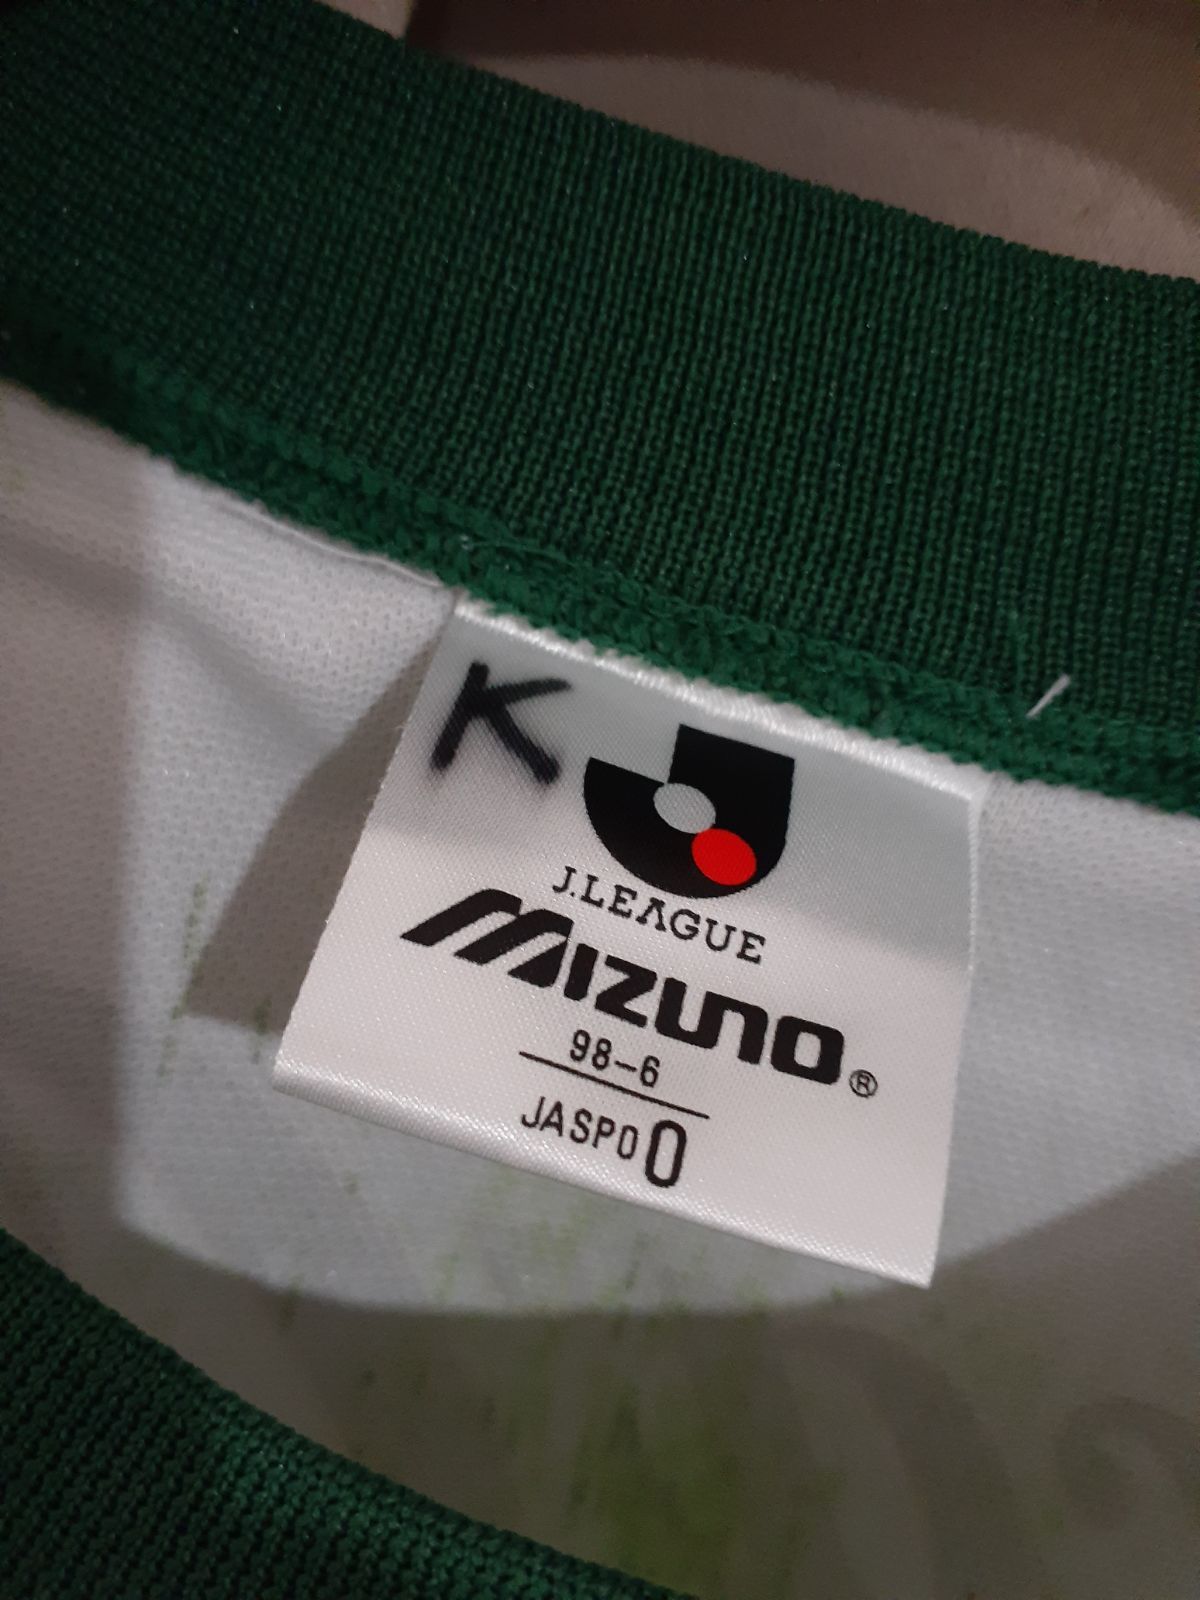 K
J.LEAGUE
MIZUNO®
98-6
JASPO O